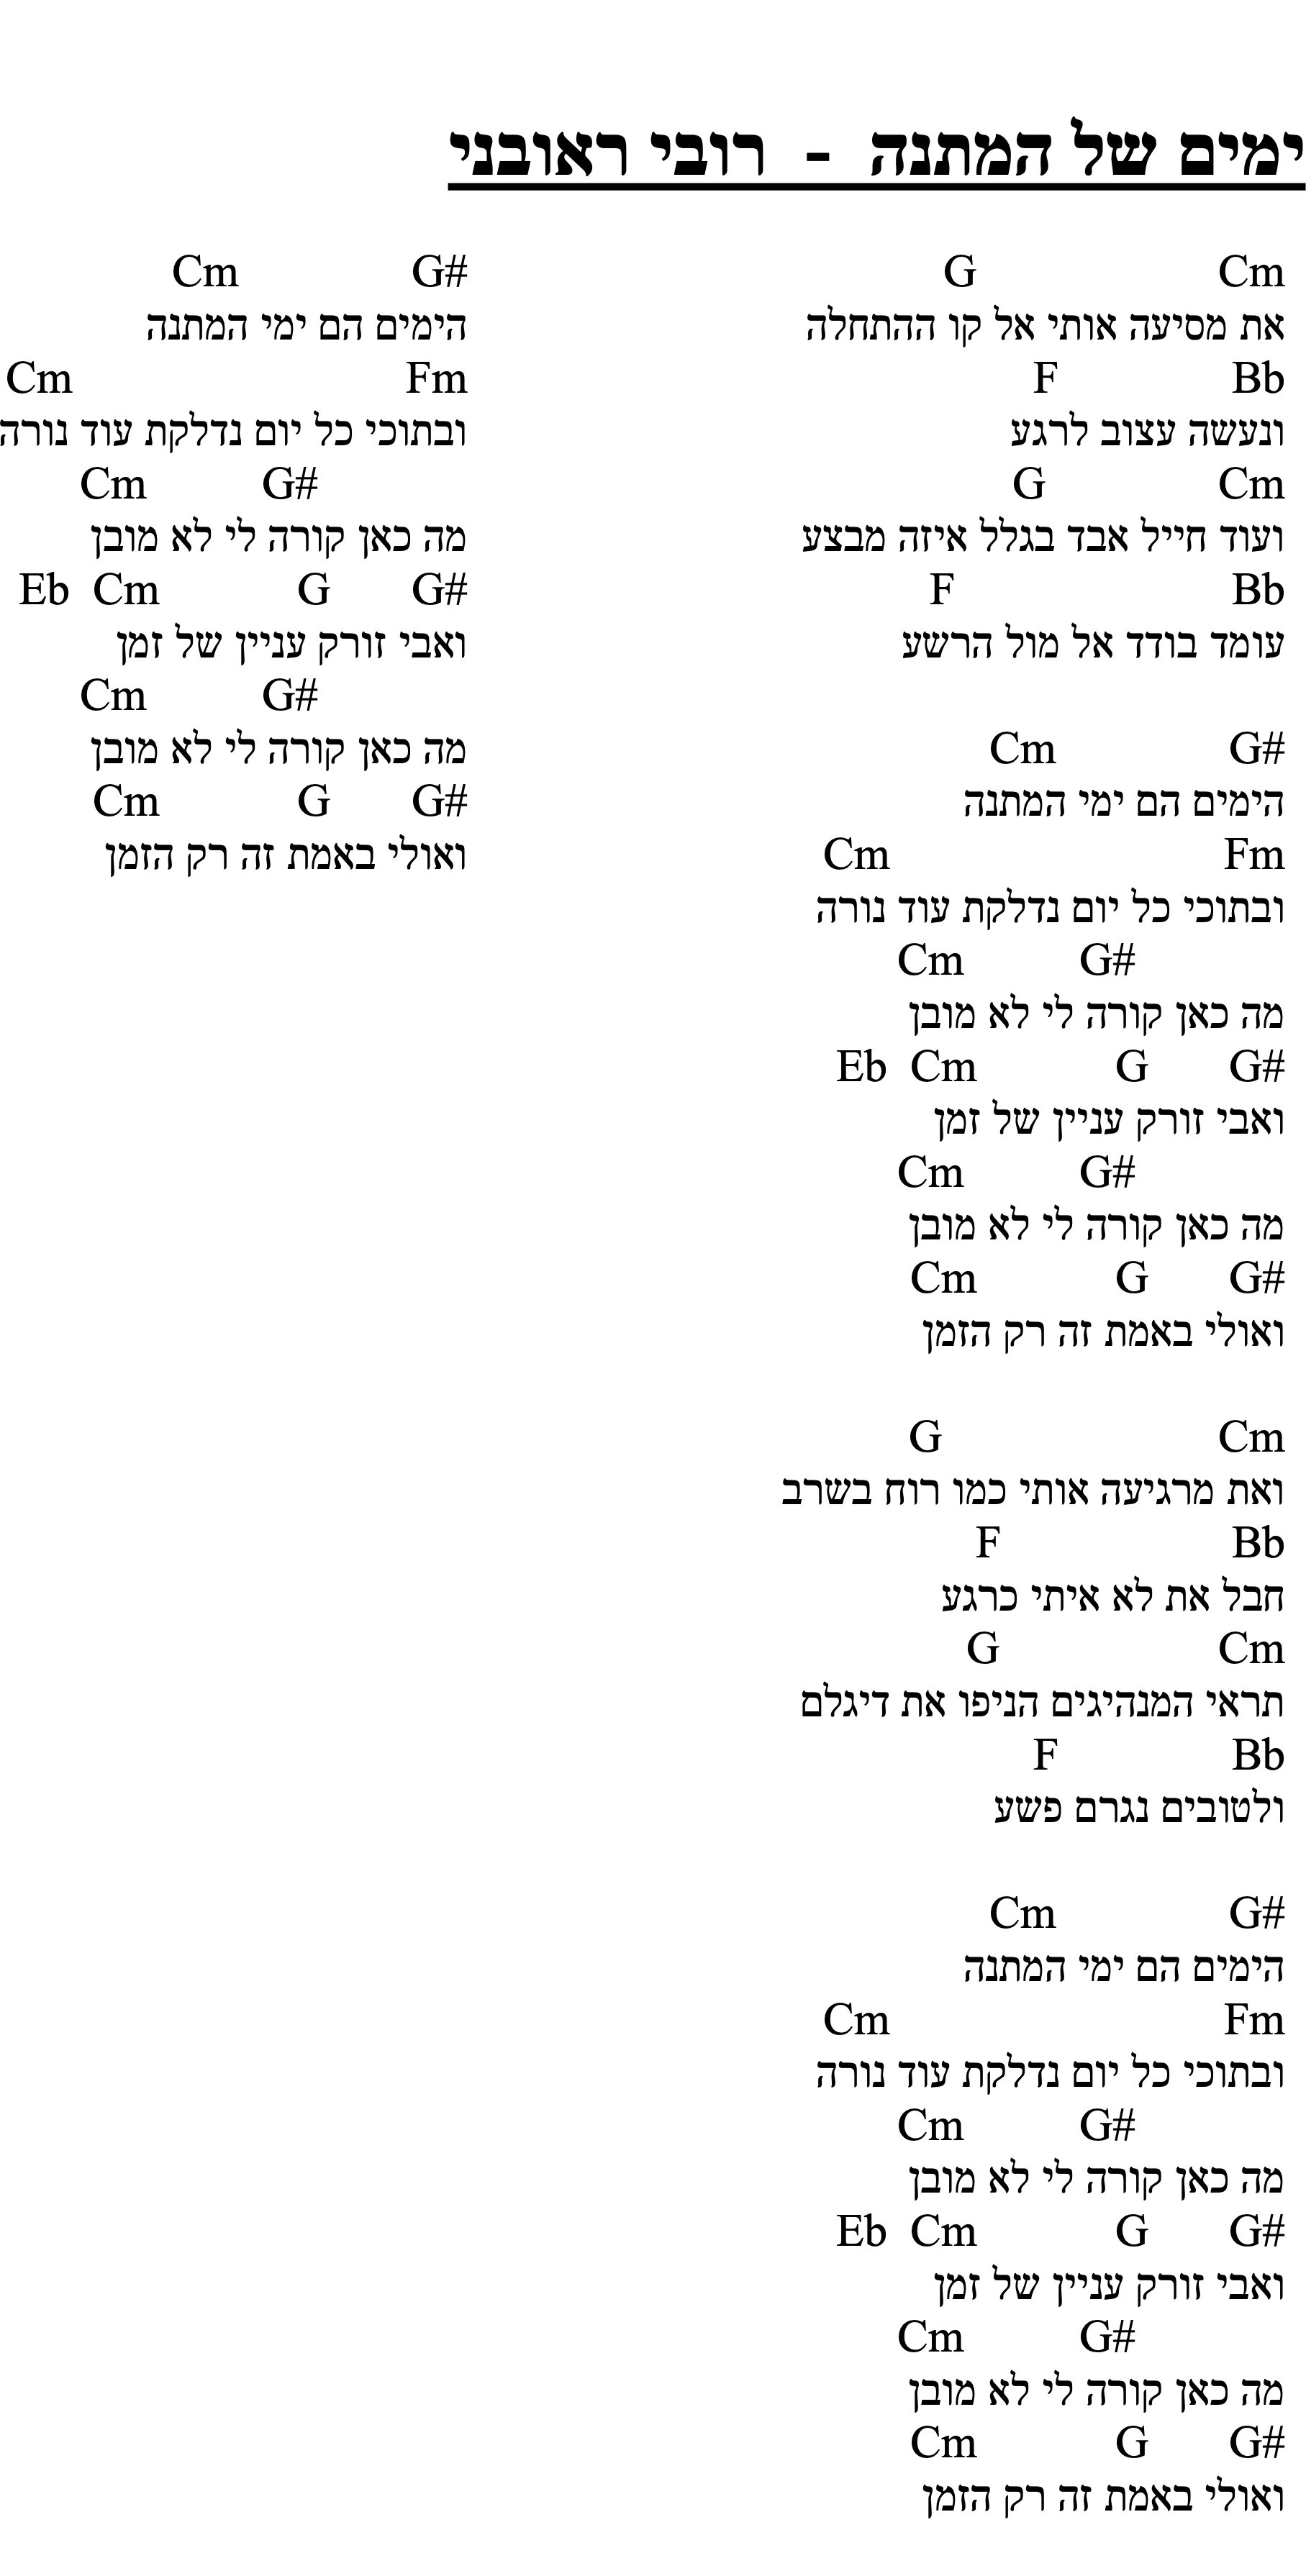 ימים של המתנה - רובי ראובני
Cm G
את מסיעה אותי אל קו ההתחלה
Bb F
ונעשה עצוב לרגע
Cm G
ועוד חייל אבד בגלל איזה מבצע
Bb F
עומד בודד אל מול הרשע
G# Cm
הימים הם ימי המתנה
Fm Cm
ובתוכי כל יום נדלקת עוד נורה
G# Cm
מה כאן קורה לי לא מובן
G# G Cm Eb
ואבי זורק עניין של זמן
G# Cm
מה כאן קורה לי לא מובן
G# G Cm
ואולי באמת זה רק הזמן
Cm G
ואת מרגיעה אותי כמו רוח בשרב
Bb F
חבל את לא איתי כרגע
Cm G
תראי המנהיגים הניפו את דיגלם
Bb F
ולטובים נגרם פשע
G# Cm
הימים הם ימי המתנה
Fm Cm
ובתוכי כל יום נדלקת עוד נורה
G# Cm
מה כאן קורה לי לא מובן
G# G Cm Eb
ואבי זורק עניין של זמן
G# Cm
מה כאן קורה לי לא מובן
G# G Cm
ואולי באמת זה רק הזמן
G# Cm
הימים הם ימי המתנה
Fm Cm
ובתוכי כל יום נדלקת עוד נורה
G# Cm
מה כאן קורה לי לא מובן
G# G Cm Eb
ואבי זורק עניין של זמן
G# Cm
מה כאן קורה לי לא מובן
G# G Cm
ואולי באמת זה רק הזמן